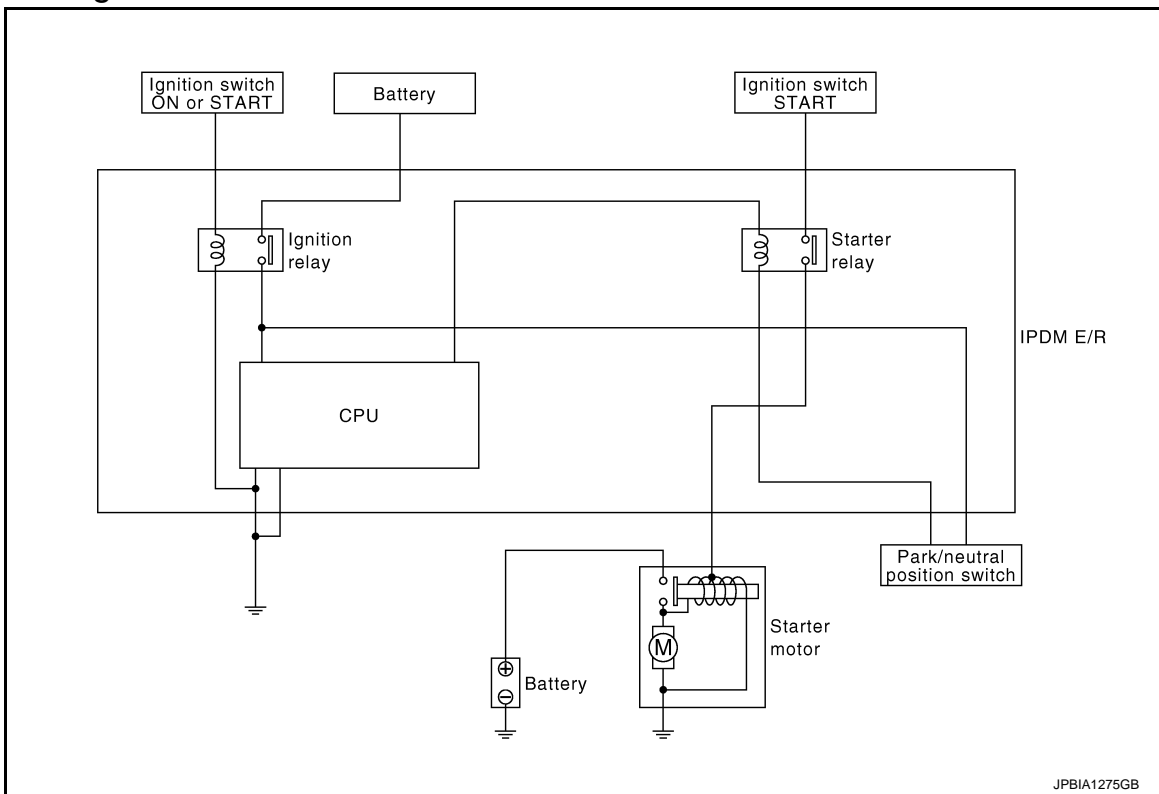 Ignition switch
ON or START
Battery
Ignition switch
START
Ignition
relay
Starter
relay
IPDM E/R
CPU
Park/neutral
position switch
Starter
motor
M
Battery
JPBIA1275GB